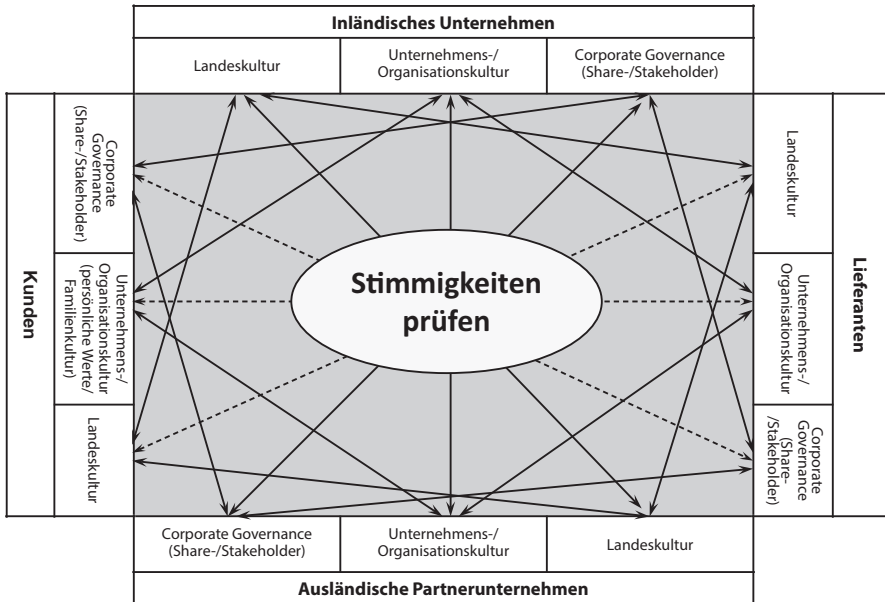 Inländisches Unternehmen
Landeskultur
Unternehmens-/
Organisationskultur
Corporate Governance
(Share-/Stakeholder)
Kunden
Corporate
Governance
(Share-/Stakeholder)
Unternehmens-/
Organisationskultur
(persönliche Werte/
Familienkultur)
Landeskultur
Stimmigkeiten
prüfen
Landeskultur
Unternehmens-/
Organisationskultur
Corporate
Governance
(Share-
/Stakeholder)
Lieferanten
Corporate Governance
(Share-/Stakeholder)
Unternehmens-/
Organisationskultur
Landeskultur
Ausländische Partnerunternehmen